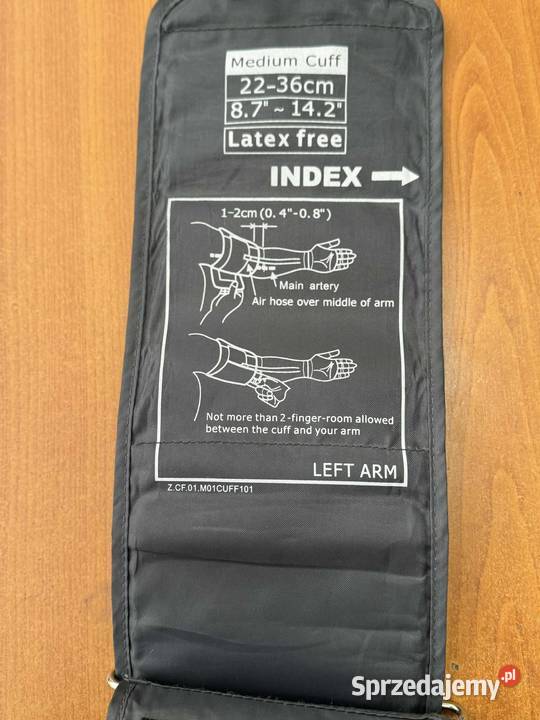 Medium Cuff
22-36cm
8.7" ~ 14.2"
Latex free
INDEX
1-2cm(0.4"-0.8")
Main artery
Air hose over middle of arm
Not more than 2-finger-room allowed
between the cuff and your arm
LEFT ARM
Z.CF.01.M01CUFF101
Sprzedajemy.pl